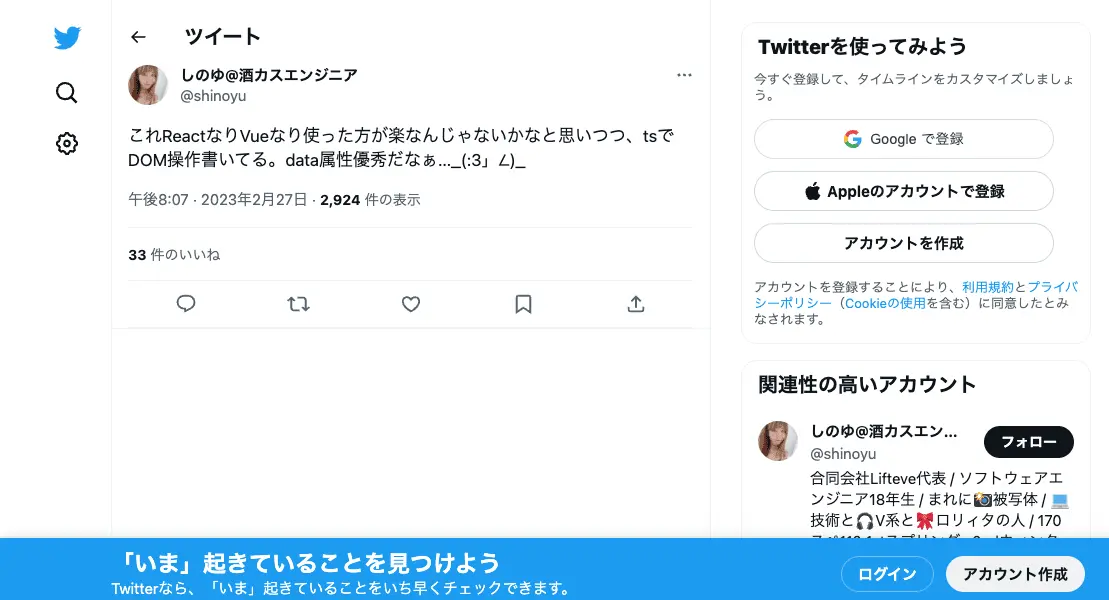 ツイート
しのゆ@酒カスエンジニア
@shinoyu
これReactなりVueなり使った方が楽なんじゃないかなと思いつつ、tsで
DOM操作書いてる。data属性優秀だなぁ..._(:3」∠)_
午後8:07 · 2023年2月27日 · 2,924 件の表示
33 件のいいね
Twitterを使ってみよう
今すぐ登録して、タイムラインをカスタマイズしましょ
う。
Google で登録
Appleのアカウントで登録
アカウントを作成
アカウントを登録することにより、利用規約とプライバ
シーポリシー（Cookieの使用を含む）に同意したとみ
なされます。
関連性の高いアカウント
しのゆ@酒カスエン...
フォロー
@shinoyu
合同会社Lifteve代表 / ソフトウェアエ
ンジニア18年生 / まれに📸被写体 / 💻
技術と🎧V系と🎀ロリィタの人 / 170
「いま」起きていることを見つけよう
Twitterなら、「いま」起きていることをいち早くチェックできます。
ログイン
アカウント作成